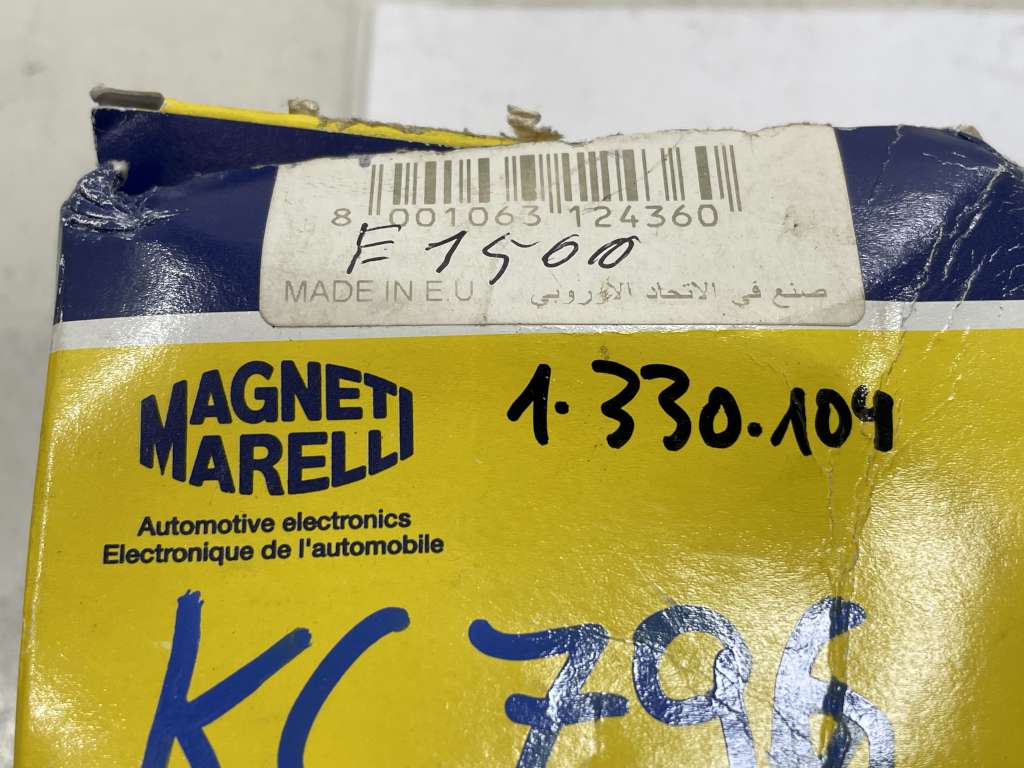 8 001063 124360
F 1500
MADE IN E.U. صنع في الاتحاد الأوروبي
MAGNETI
MARELLI
1.330.104
Automotive electronics
Electronique de l'automobile
KC 796